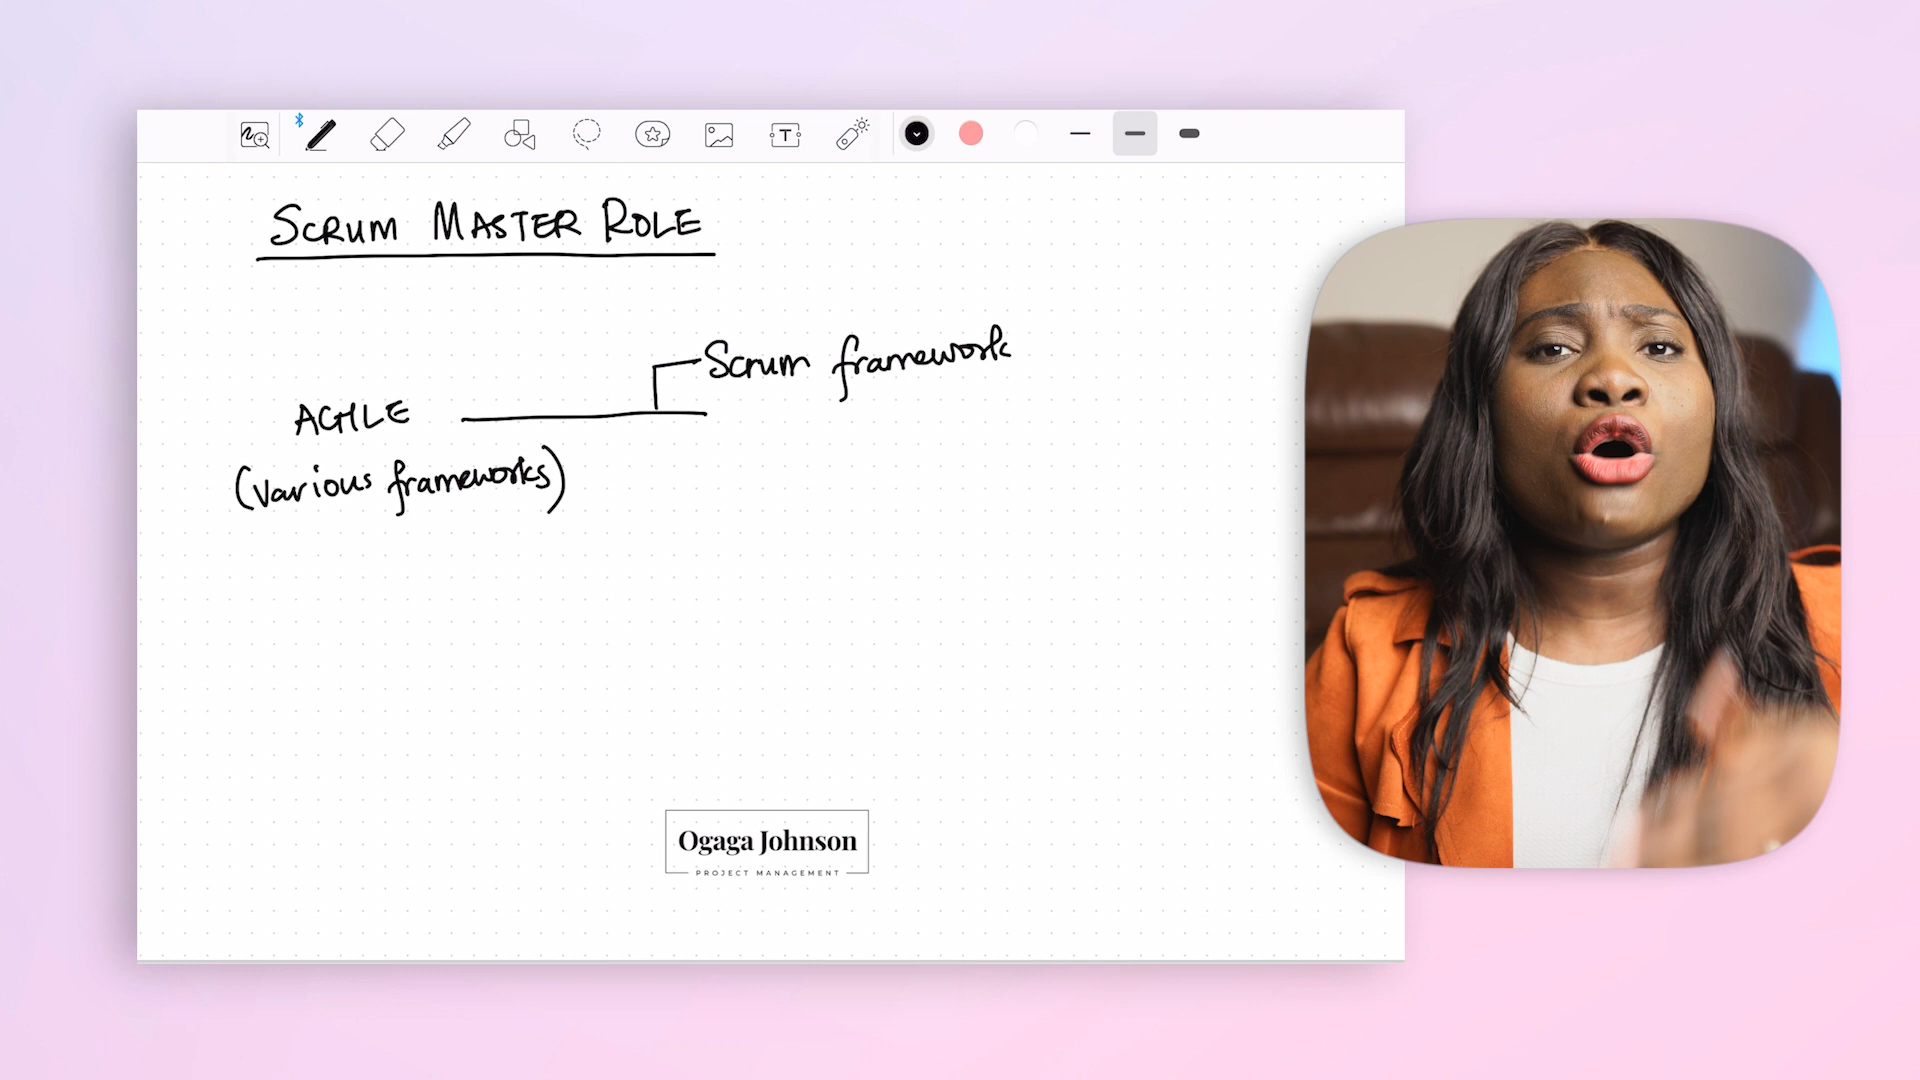 SCRUM MASTER ROLE
Scrum framework
AGILE
(various frameworks)
Ogaga Johnson
PROJECT MANAGEMENT